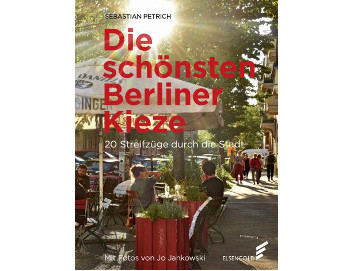 SEBASTIAN PETRICH
Die
schönsten
Berliner
Kieze
20 Streifzüge durch die Stadt
Mit Fotos von Jo Jankowski
ELSENGOLD